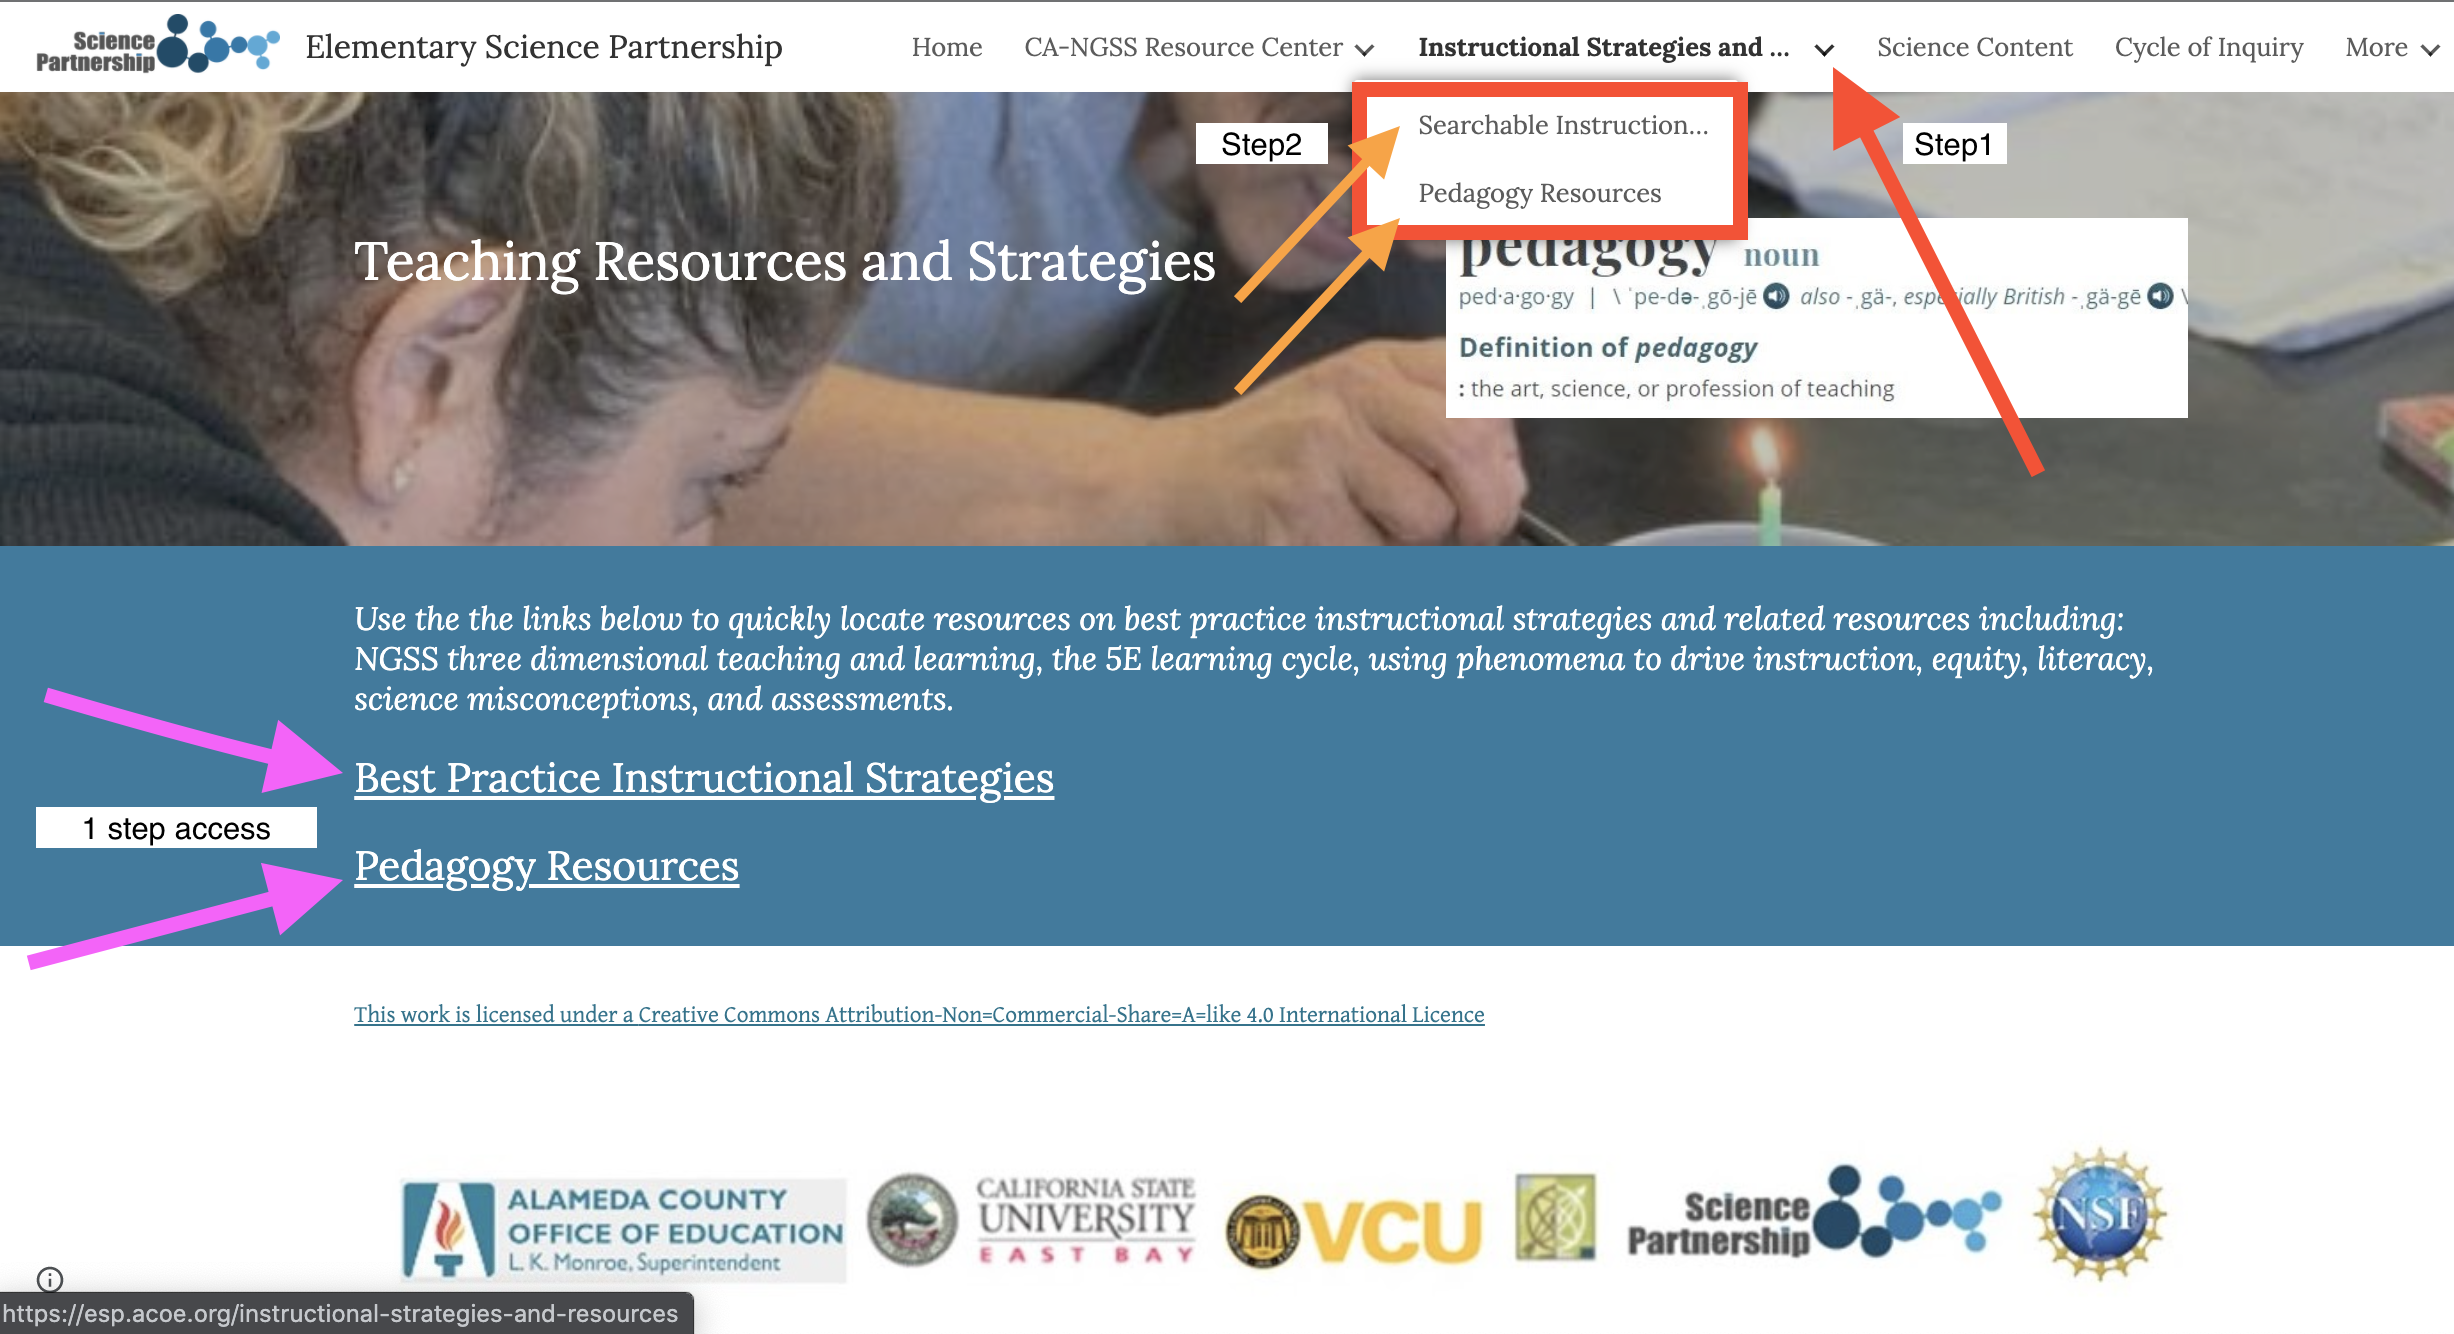 Science
Partnership
Elementary Science Partnership
Home
CA-NGSS Resource Center
Instructional Strategies and ...
Science Content
Cycle of Inquiry
More
Step2
Searchable Instruction...
Pedagogy Resources
Step1
Teaching Resources and Strategies
pedagogy noun
ped·a·go·gy | \ ˈpe-də-ˌgō-jē also -ˌgä-, especially British -ˌgä-gē \
Definition of pedagogy
: the art, science, or profession of teaching
Use the the links below to quickly locate resources on best practice instructional strategies and related resources including:
NGSS three dimensional teaching and learning, the 5E learning cycle, using phenomena to drive instruction, equity, literacy,
science misconceptions, and assessments.
Best Practice Instructional Strategies
1 step access
Pedagogy Resources
This work is licensed under a Creative Commons Attribution-Non=Commercial-Share=A=like 4.0 International Licence
ALAMEDA COUNTY
OFFICE OF EDUCATION
L. K. Monroe, Superintendent
CALIFORNIA STATE
UNIVERSITY
EAST BAY
VCU
Science
Partnership
NSF
https://esp.acoe.org/instructional-strategies-and-resources